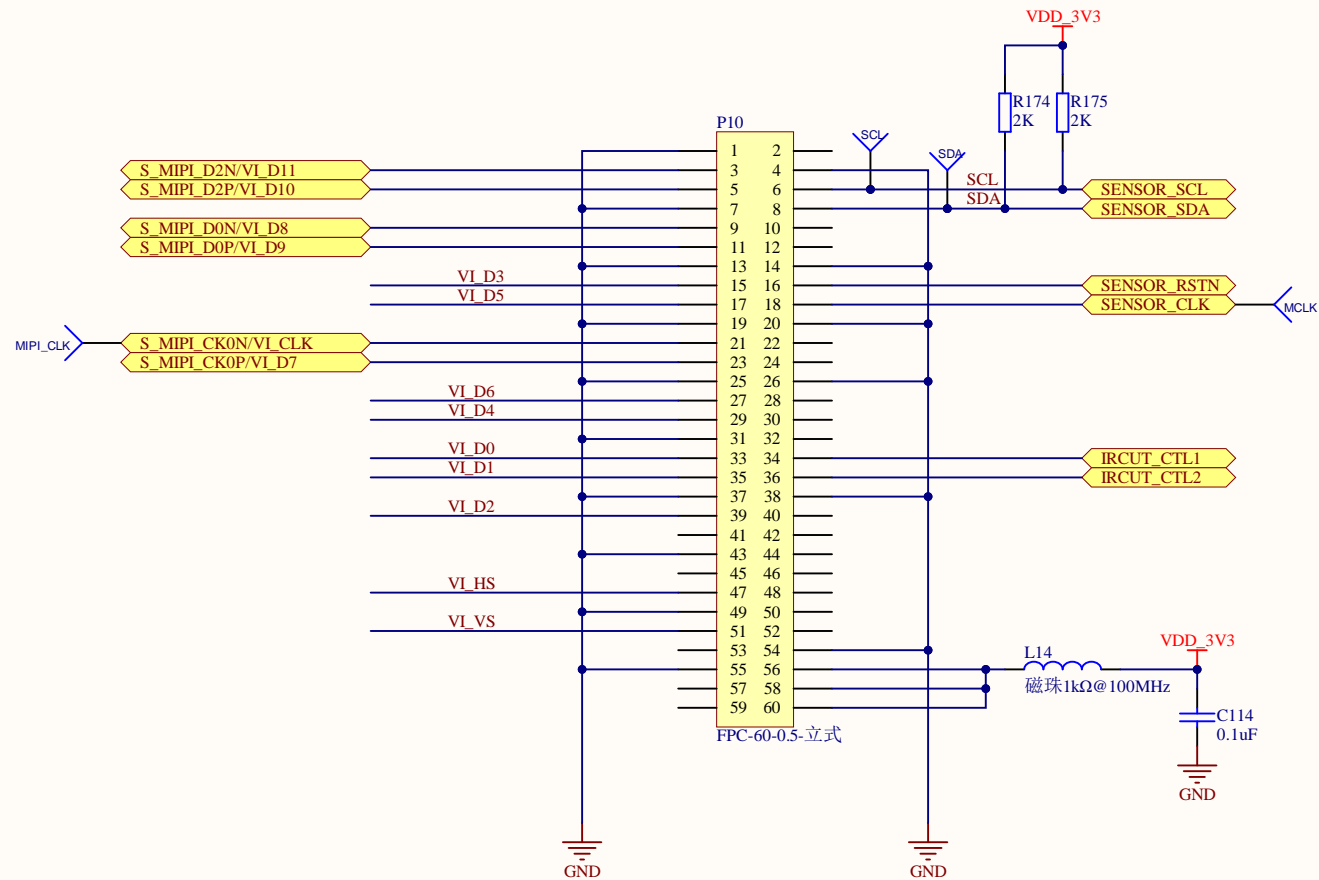 VDD_3V3
R174 R175
2K 2K
P10
SCL
SDA
1 2
S_MIPI_D2N/VI_D11 3 4
S_MIPI_D2P/VI_D10 5 6 SCL SENSOR_SCL
7 8 SDA SENSOR_SDA
S_MIPI_D0N/VI_D8 9 10
S_MIPI_D0P/VI_D9 11 12
13 14
VI_D3 15 16 SENSOR_RSTN
VI_D5 17 18 SENSOR_CLK MCLK
19 20
MIPI_CLK S_MIPI_CK0N/VI_CLK 21 22
S_MIPI_CK0P/VI_D7 23 24
25 26
VI_D6 27 28
VI_D4 29 30
31 32
VI_D0 33 34 IRCUT_CTL1
VI_D1 35 36 IRCUT_CTL2
37 38
VI_D2 39 40
41 42
43 44
45 46
VI_HS 47 48
49 50
VI_VS 51 52
53 54
55 56
57 58
59 60
FPC-60-0.5-立式
VDD_3V3
L14
磁珠1kΩ@100MHz
C114
0.1uF
GND
GND
GND